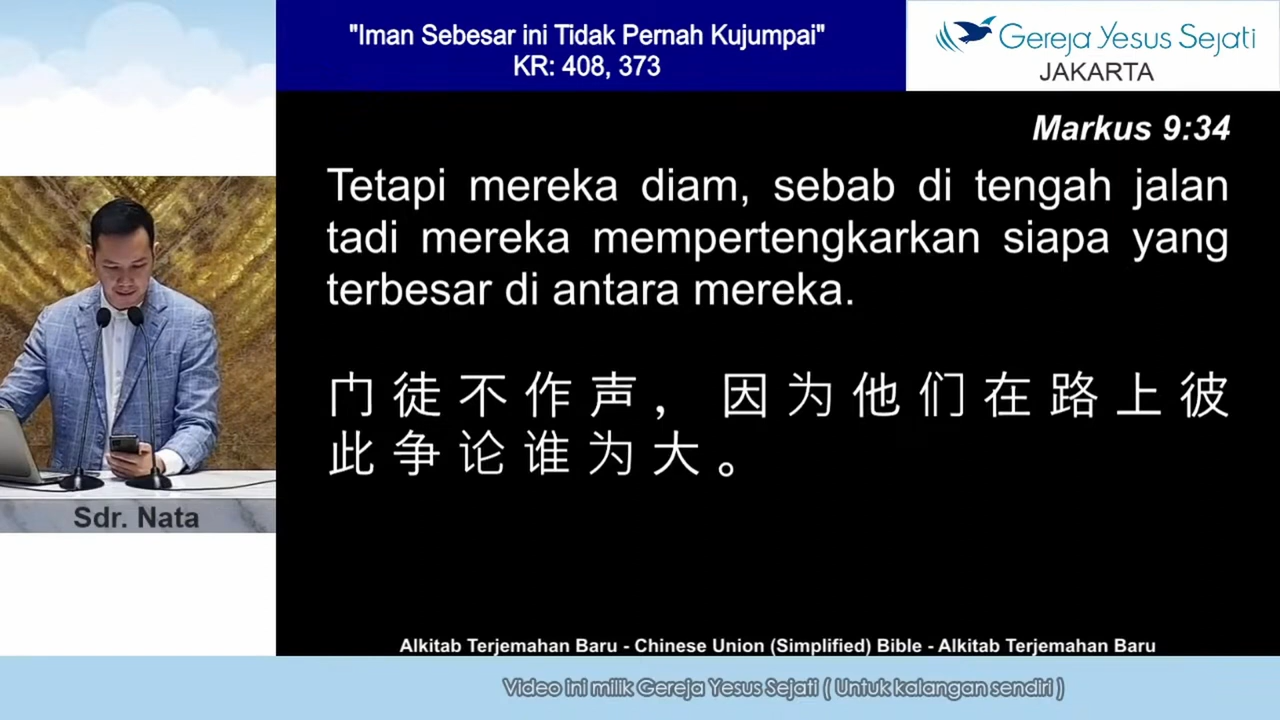 "Iman Sebesar ini Tidak Pernah Kujumpai"
KR: 408, 373
Gereja Yesus Sejati
JAKARTA
Markus 9:34
Tetapi mereka diam, sebab di tengah jalan
tadi mereka mempertengkarkan siapa yang
terbesar di antara mereka.
门徒不作声，因为他们在路上彼
此争论谁为大。
Sdr. Nata
Alkitab Terjemahan Baru - Chinese Union (Simplified) Bible - Alkitab Terjemahan Baru
Video ini milik Gereja Yesus Sejati ( Untuk kalangan sendiri )